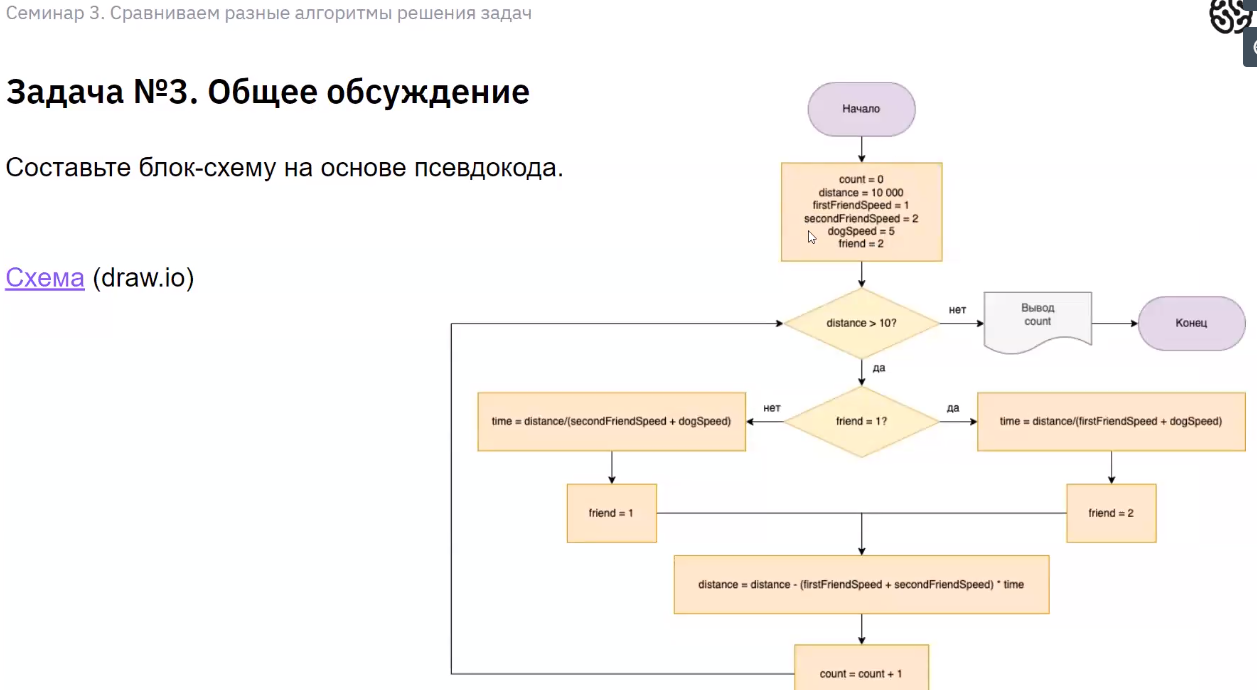 Семинар 3. Сравниваем разные алгоритмы решения задач
Задача №3. Общее обсуждение
Составьте блок-схему на основе псевдокода.
Схема (draw.io)
Начало
count = 0
distance = 10 000
firstFriendSpeed = 1
secondFriendSpeed = 2
dogSpeed = 5
friend = 2
distance > 10?
нет
Вывод
count
Конец
да
time = distance/(secondFriendSpeed + dogSpeed)
нет
friend = 1?
да
time = distance/(firstFriendSpeed + dogSpeed)
friend = 1
friend = 2
distance = distance - (firstFriendSpeed + secondFriendSpeed) * time
count = count + 1